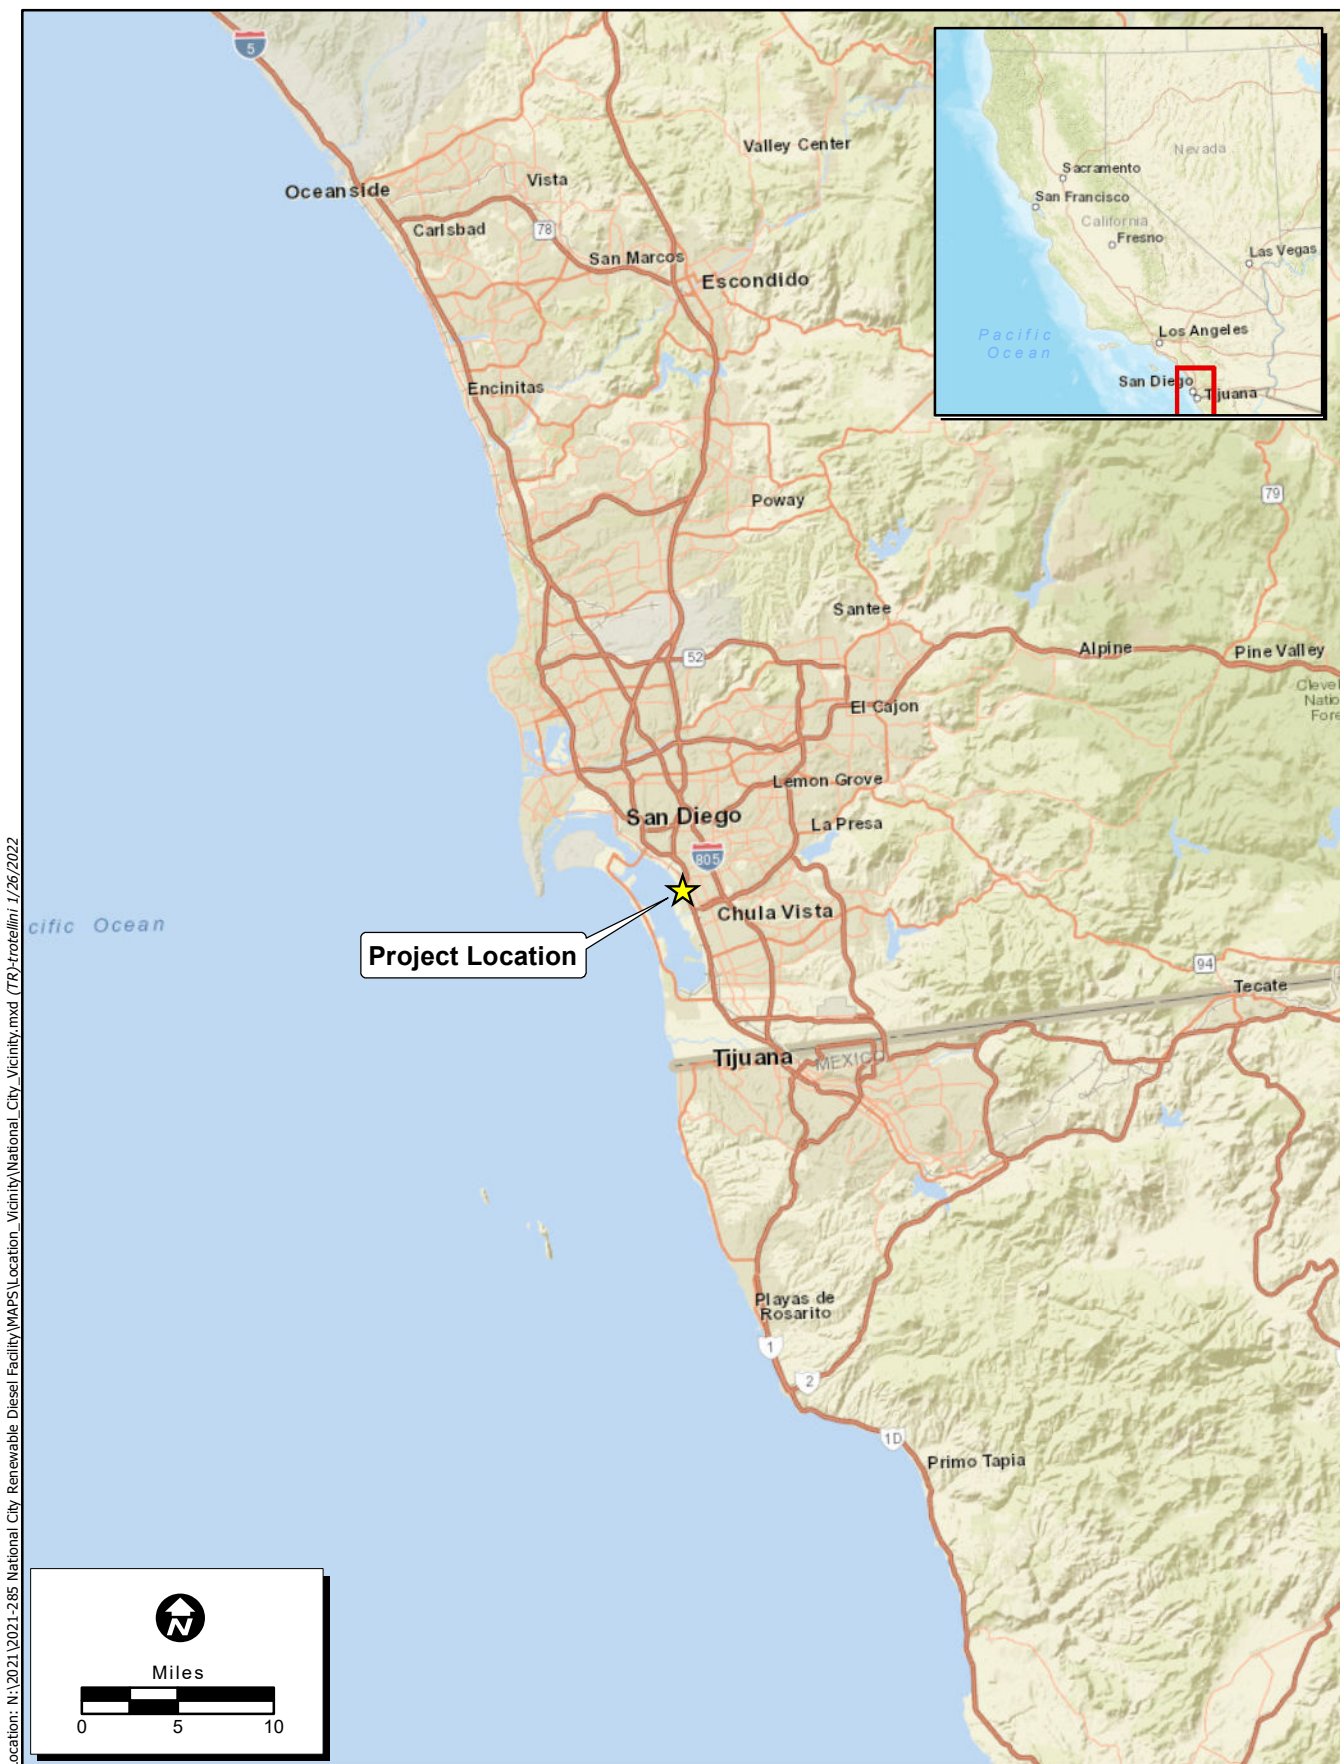 5
Valley Center
Oceanside
Vista
Carlsbad
78
San Marcos
Escondido
Encinitas
Poway
79
Santee
52
Alpine
Pine Valley
Clevel
Natio
Fore
El Cajon
Lemon Grove
San Diego
La Presa
805
Chula Vista
cific Ocean
Project Location
94
Tecate
Tijuana
MEXICO
Playas de
Rosarito
1
2
1D
Primo Tapia
Nevada
Sacramento
San Francisco
California
Fresno
Las Vegas
Pacific
Ocean
Los Angeles
San Diego
Tijuana
N
Miles
0 5 10
ocation: N:\2021\2021-285 National City Renewable Diesel Facility\MAPS\Location_Vicinity\National_City_Vicinity.mxd (TR)-trotellini 1/26/2022